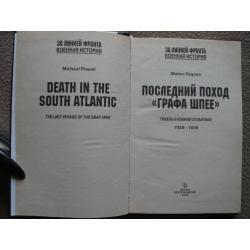 ЗА ЛИНИЕЙ ФРОНТА
ВОЕННАЯ ИСТОРИЯ
Michael Powell
DEATH IN THE
SOUTH ATLANTIC
THE LAST VOYAGE OF THE GRAF SPEE
ЗА ЛИНИЕЙ ФРОНТА
ВОЕННАЯ ИСТОРИЯ
Майкл Пауэлл
ПОСЛЕДНИЙ ПОХОД
«ГРАФА ШПЕЕ»
ГИБЕЛЬ В ЮЖНОЙ АТЛАНТИКЕ
1938–1939